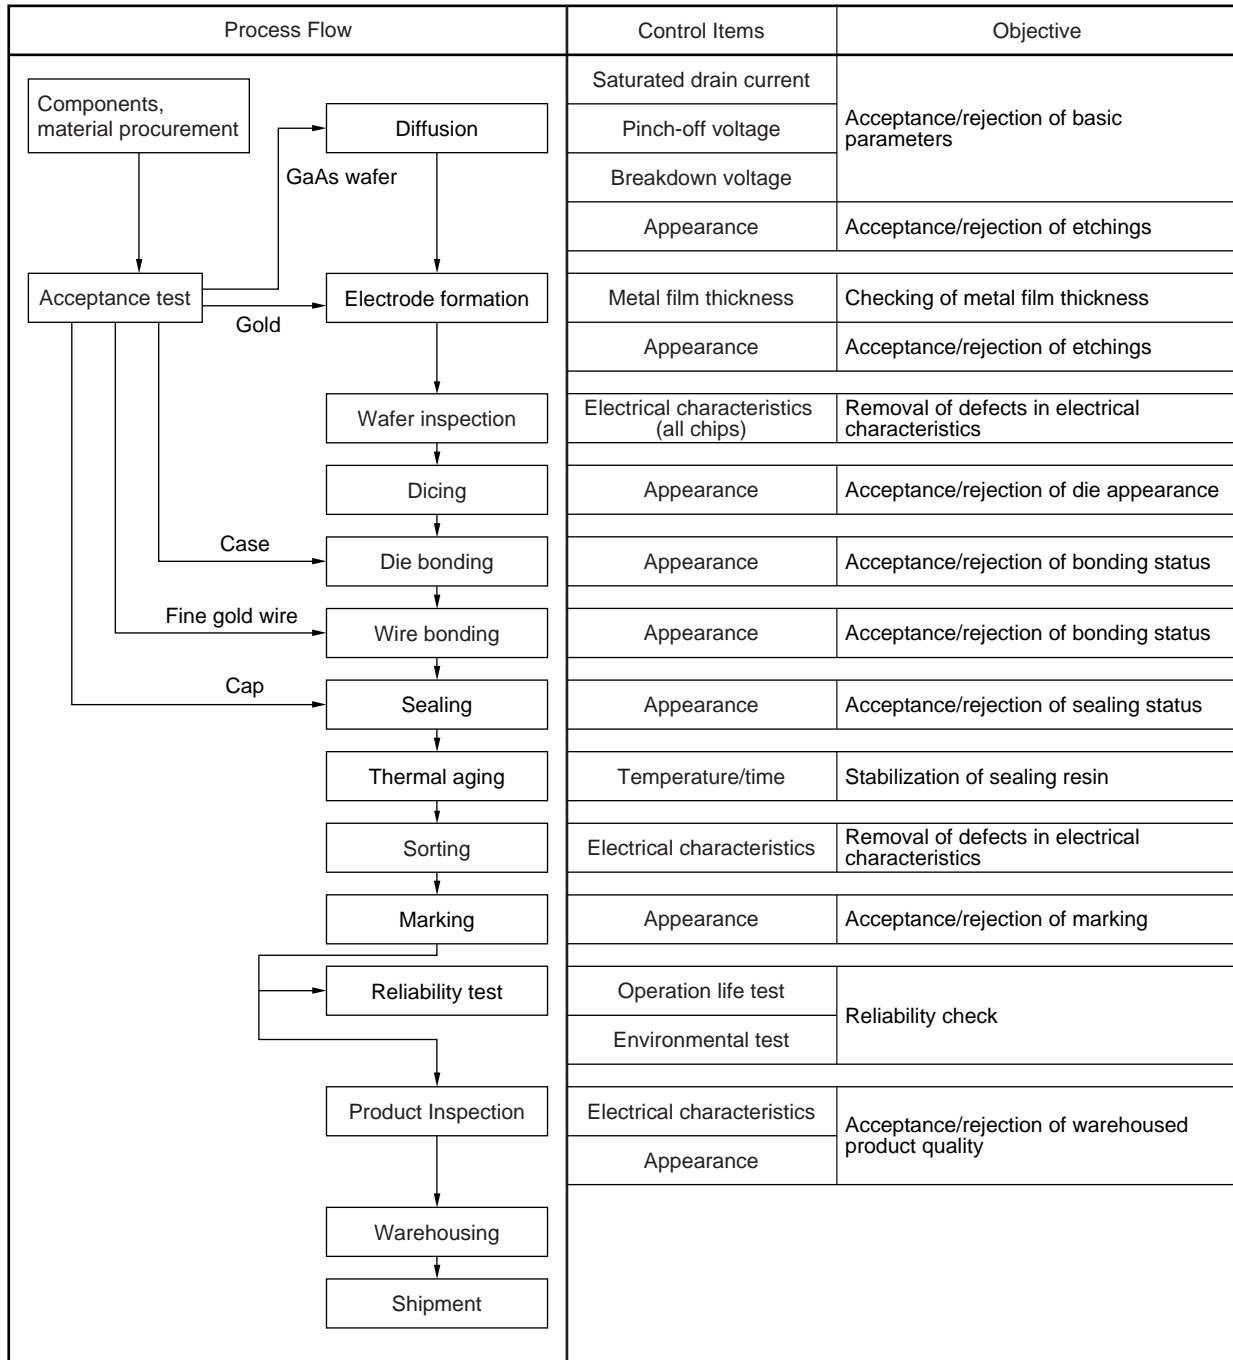 Process Flow
Control Items
Objective
Components,
material procurement
Diffusion
GaAs wafer
Saturated drain current
Pinch-off voltage
Breakdown voltage
Acceptance/rejection of basic
parameters
Appearance
Acceptance/rejection of etchings
Acceptance test
Gold
Electrode formation
Metal film thickness
Checking of metal film thickness
Appearance
Acceptance/rejection of etchings
Wafer inspection
Electrical characteristics
(all chips)
Removal of defects in electrical
characteristics
Dicing
Appearance
Acceptance/rejection of die appearance
Case
Die bonding
Appearance
Acceptance/rejection of bonding status
Fine gold wire
Wire bonding
Appearance
Acceptance/rejection of bonding status
Cap
Sealing
Appearance
Acceptance/rejection of sealing status
Thermal aging
Temperature/time
Stabilization of sealing resin
Sorting
Electrical characteristics
Removal of defects in electrical
characteristics
Marking
Appearance
Acceptance/rejection of marking
Reliability test
Operation life test
Environmental test
Reliability check
Product Inspection
Electrical characteristics
Appearance
Acceptance/rejection of warehoused
product quality
Warehousing
Shipment